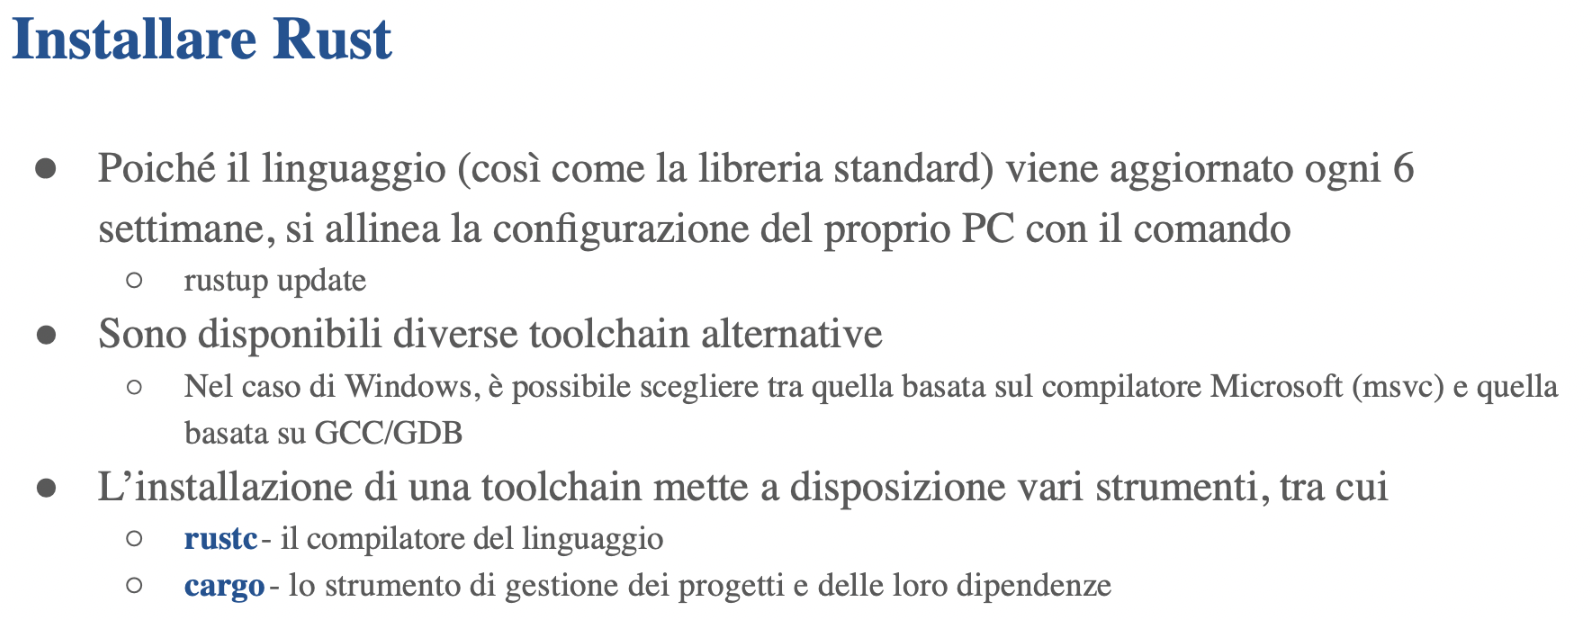 Installare Rust
● Poiché il linguaggio (così come la libreria standard) viene aggiornato ogni 6
settimane, si allinea la configurazione del proprio PC con il comando
○ rustup update
● Sono disponibili diverse toolchain alternative
○ Nel caso di Windows, è possibile scegliere tra quella basata sul compilatore Microsoft (msvc) e quella
basata su GCC/GDB
● L’installazione di una toolchain mette a disposizione vari strumenti, tra cui
○ rustc- il compilatore del linguaggio
○ cargo- lo strumento di gestione dei progetti e delle loro dipendenze